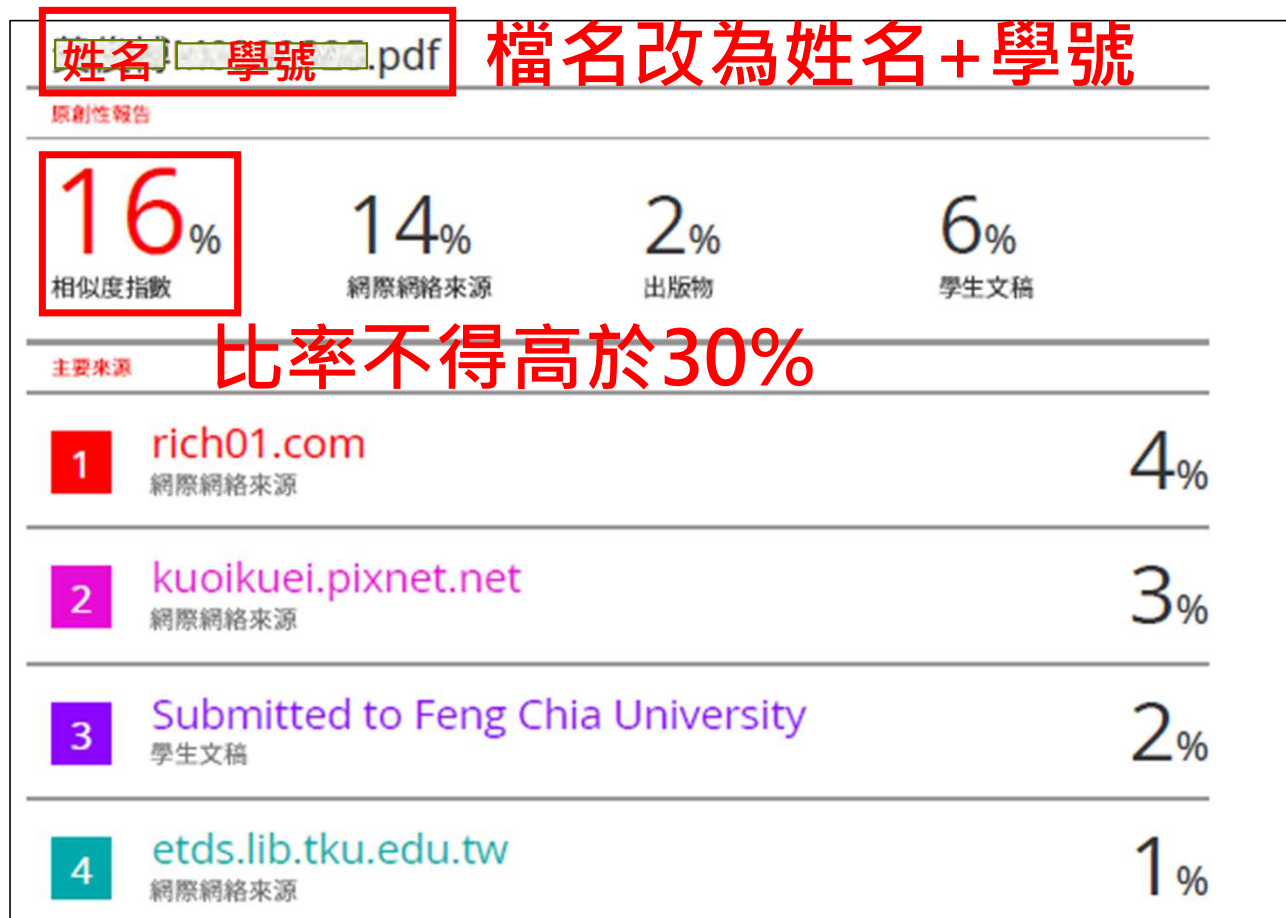 姓名 學號.pdf 檔名改為姓名+學號
原創性報告
16% 14% 2% 6%
相似度指數 網際網絡來源 出版物 學生文稿
比率不得高於30%
主要來源
1 rich01.com 4%
網際網絡來源
2 kuoikuei.pixnet.net 3%
網際網絡來源
3 Submitted to Feng Chia University 2%
學生文稿
4 etds.lib.tku.edu.tw 1%
網際網絡來源